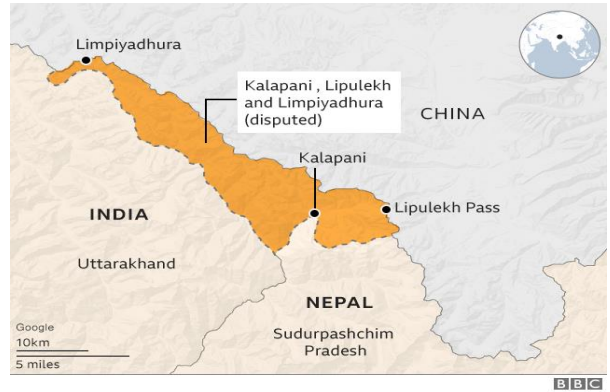 Limpiyadhura
Kalapani , Lipulekh
and Limpiyadhura
(disputed)
CHINA
Kalapani
Lipulekh Pass
INDIA
Uttarakhand
NEPAL
Sudurpashchim
Pradesh
Google
10km
5 miles
BBC